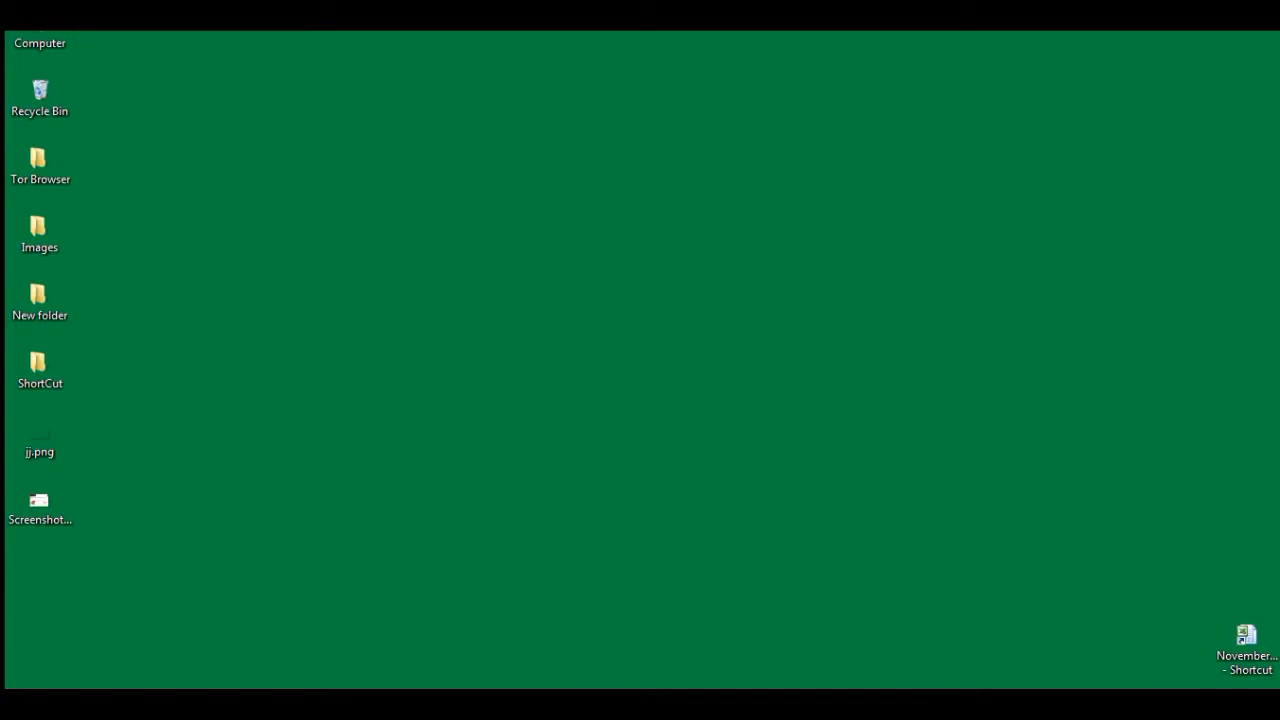 Computer
Recycle Bin
Tor Browser
Images
New folder
ShortCut
jj.png
Screenshot...
November...
- Shortcut